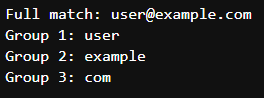 Full match: user@example.com
Group 1: user
Group 2: example
Group 3: com